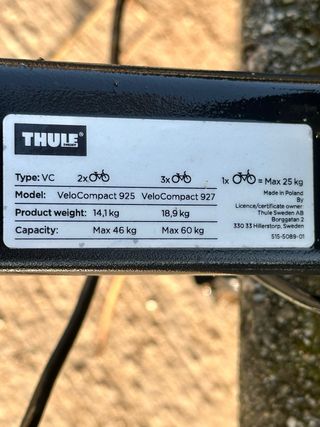 THULE
Type: VC 2x 3x 1x = Max 25 kg
Model: VeloCompact 925 VeloCompact 927
Product weight: 14,1 kg 18,9 kg
Capacity: Max 46 kg Max 60 kg
Made in Poland
By
Licence/certificate owner:
Thule Sweden AB
Borggatan 2
330 33 Hillerstorp, Sweden
515-5089-01